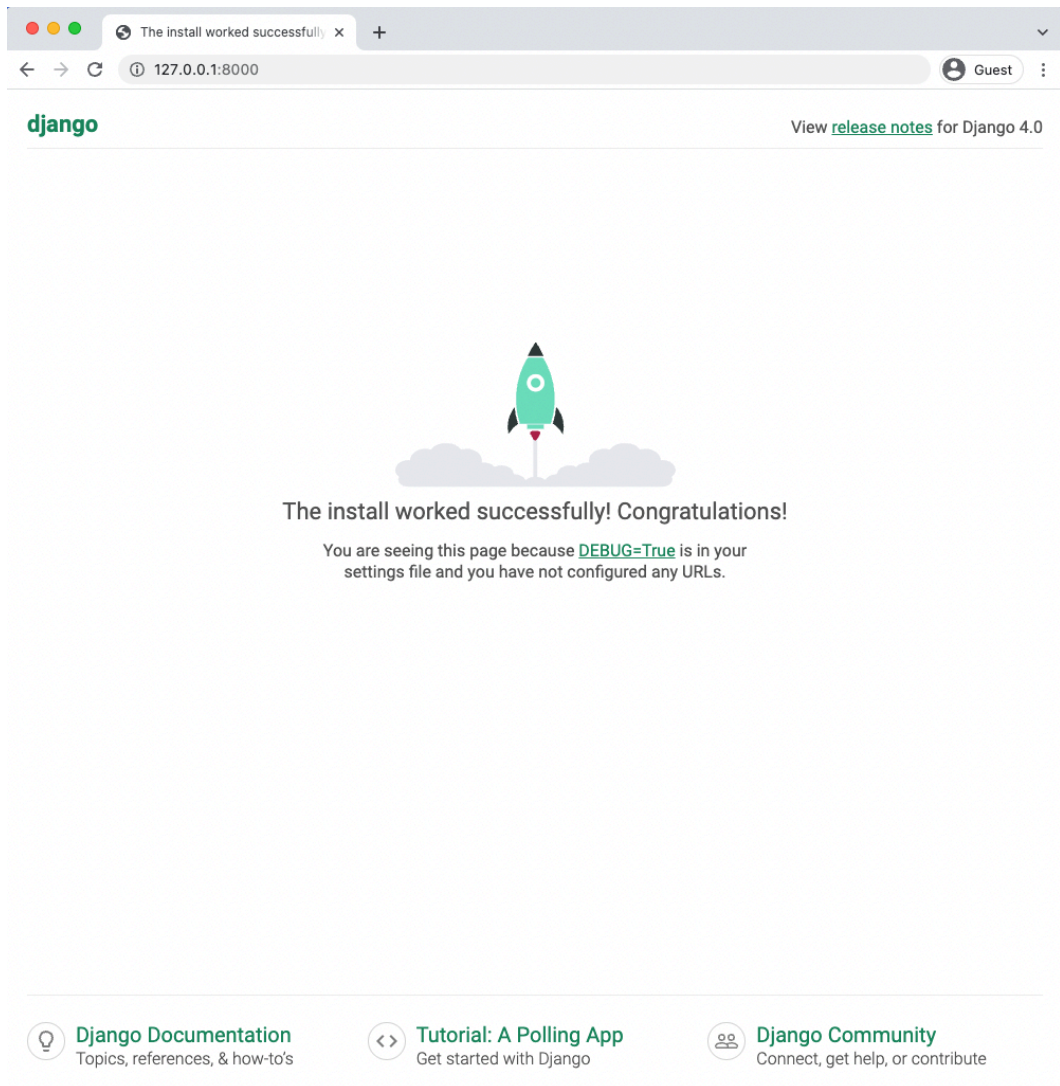 The install worked successfull
127.0.0.1:8000
Guest
django
View release notes for Django 4.0
The install worked successfully! Congratulations!
You are seeing this page because DEBUG=True is in your
settings file and you have not configured any URLs.
Django Documentation
Topics, references, & how-to's
Tutorial: A Polling App
Get started with Django
Django Community
Connect, get help, or contribute